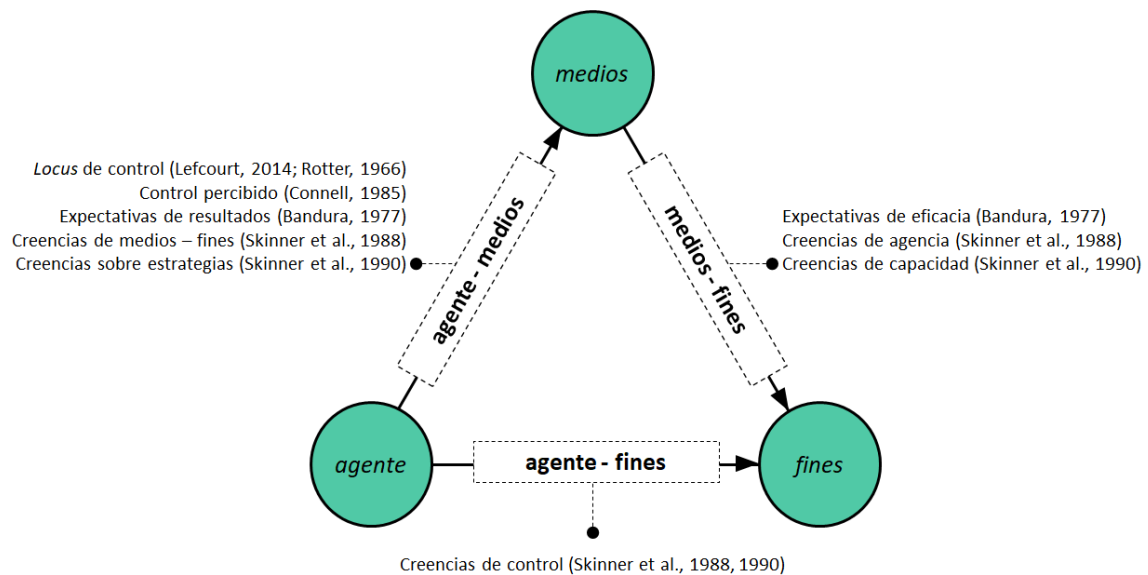 medios
Locus de control (Lefcourt, 2014; Rotter, 1966)
Control percibido (Connell, 1985)
Expectativas de resultados (Bandura, 1977)
Creencias de medios – fines (Skinner et al., 1988)
Creencias sobre estrategias (Skinner et al., 1990)
agente - medios
medios - fines
Expectativas de eficacia (Bandura, 1977)
Creencias de agencia (Skinner et al., 1988)
Creencias de capacidad (Skinner et al., 1990)
agente
agente - fines
fines
Creencias de control (Skinner et al., 1988, 1990)